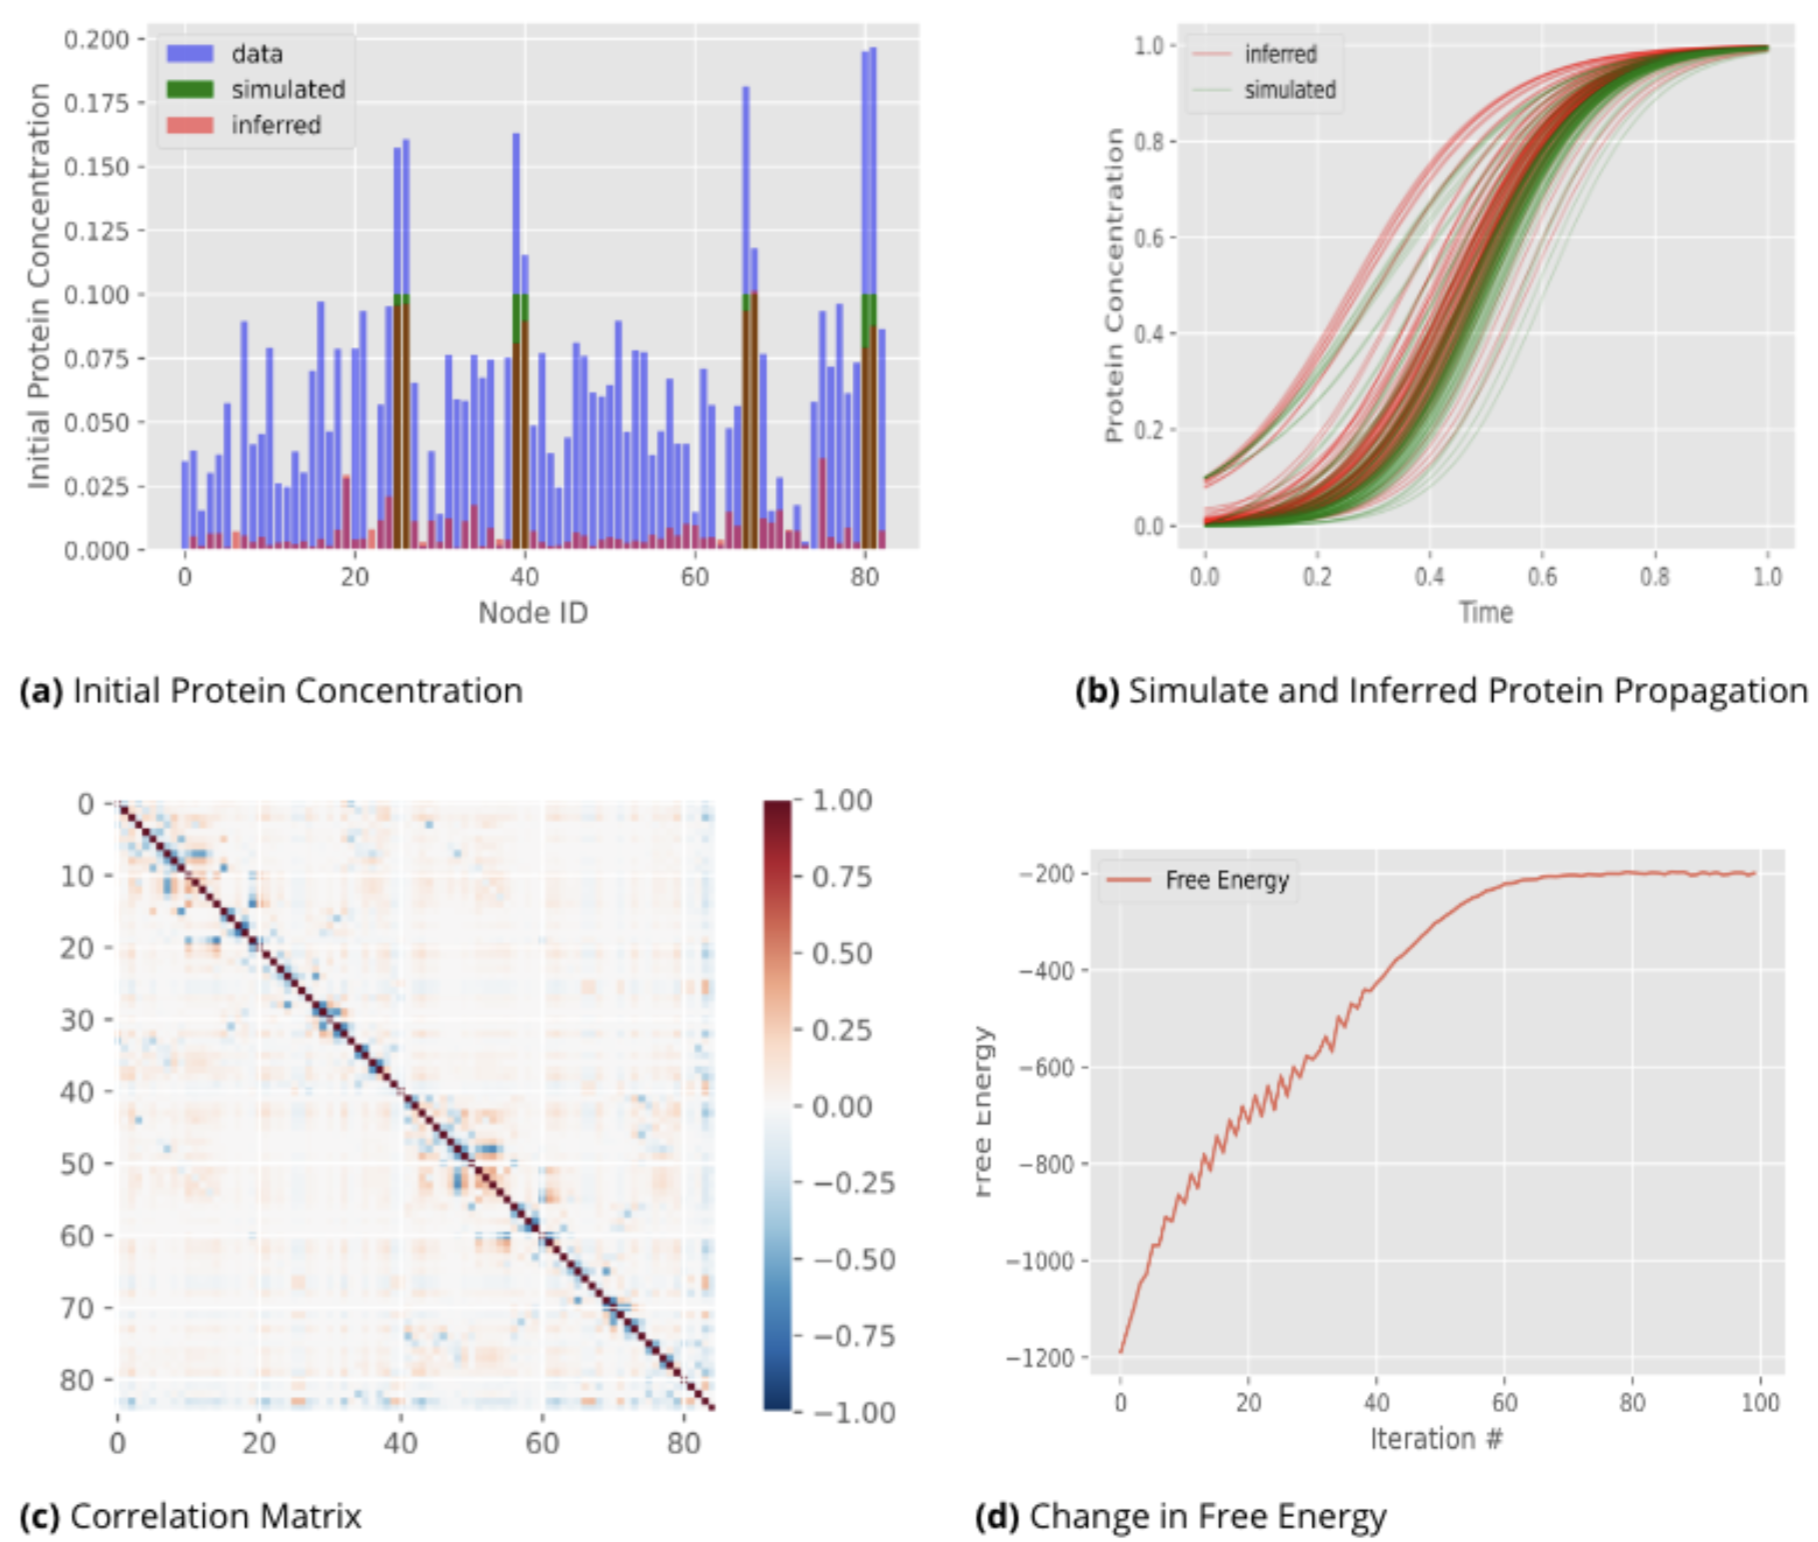 0.200
0.175
0.150
0.125
0.100
0.075
0.050
0.025
0.000
Initial Protein Concentration
data
simulated
inferred
0 20 40 60 80
Node ID
(a) Initial Protein Concentration
1.0
0.8
0.6
0.4
0.2
0.0
Protein Concentration
inferred
simulated
0.0 0.2 0.4 0.6 0.8 1.0
Time
(b) Simulate and Inferred Protein Propagation
0
10
20
30
40
50
60
70
80
0 20 40 60 80
1.00
0.75
0.50
0.25
0.00
−0.25
−0.50
−0.75
−1.00
(c) Correlation Matrix
−200
−400
−600
−800
−1000
−1200
Free Energy
Free Energy
0 20 40 60 80 100
Iteration #
(d) Change in Free Energy